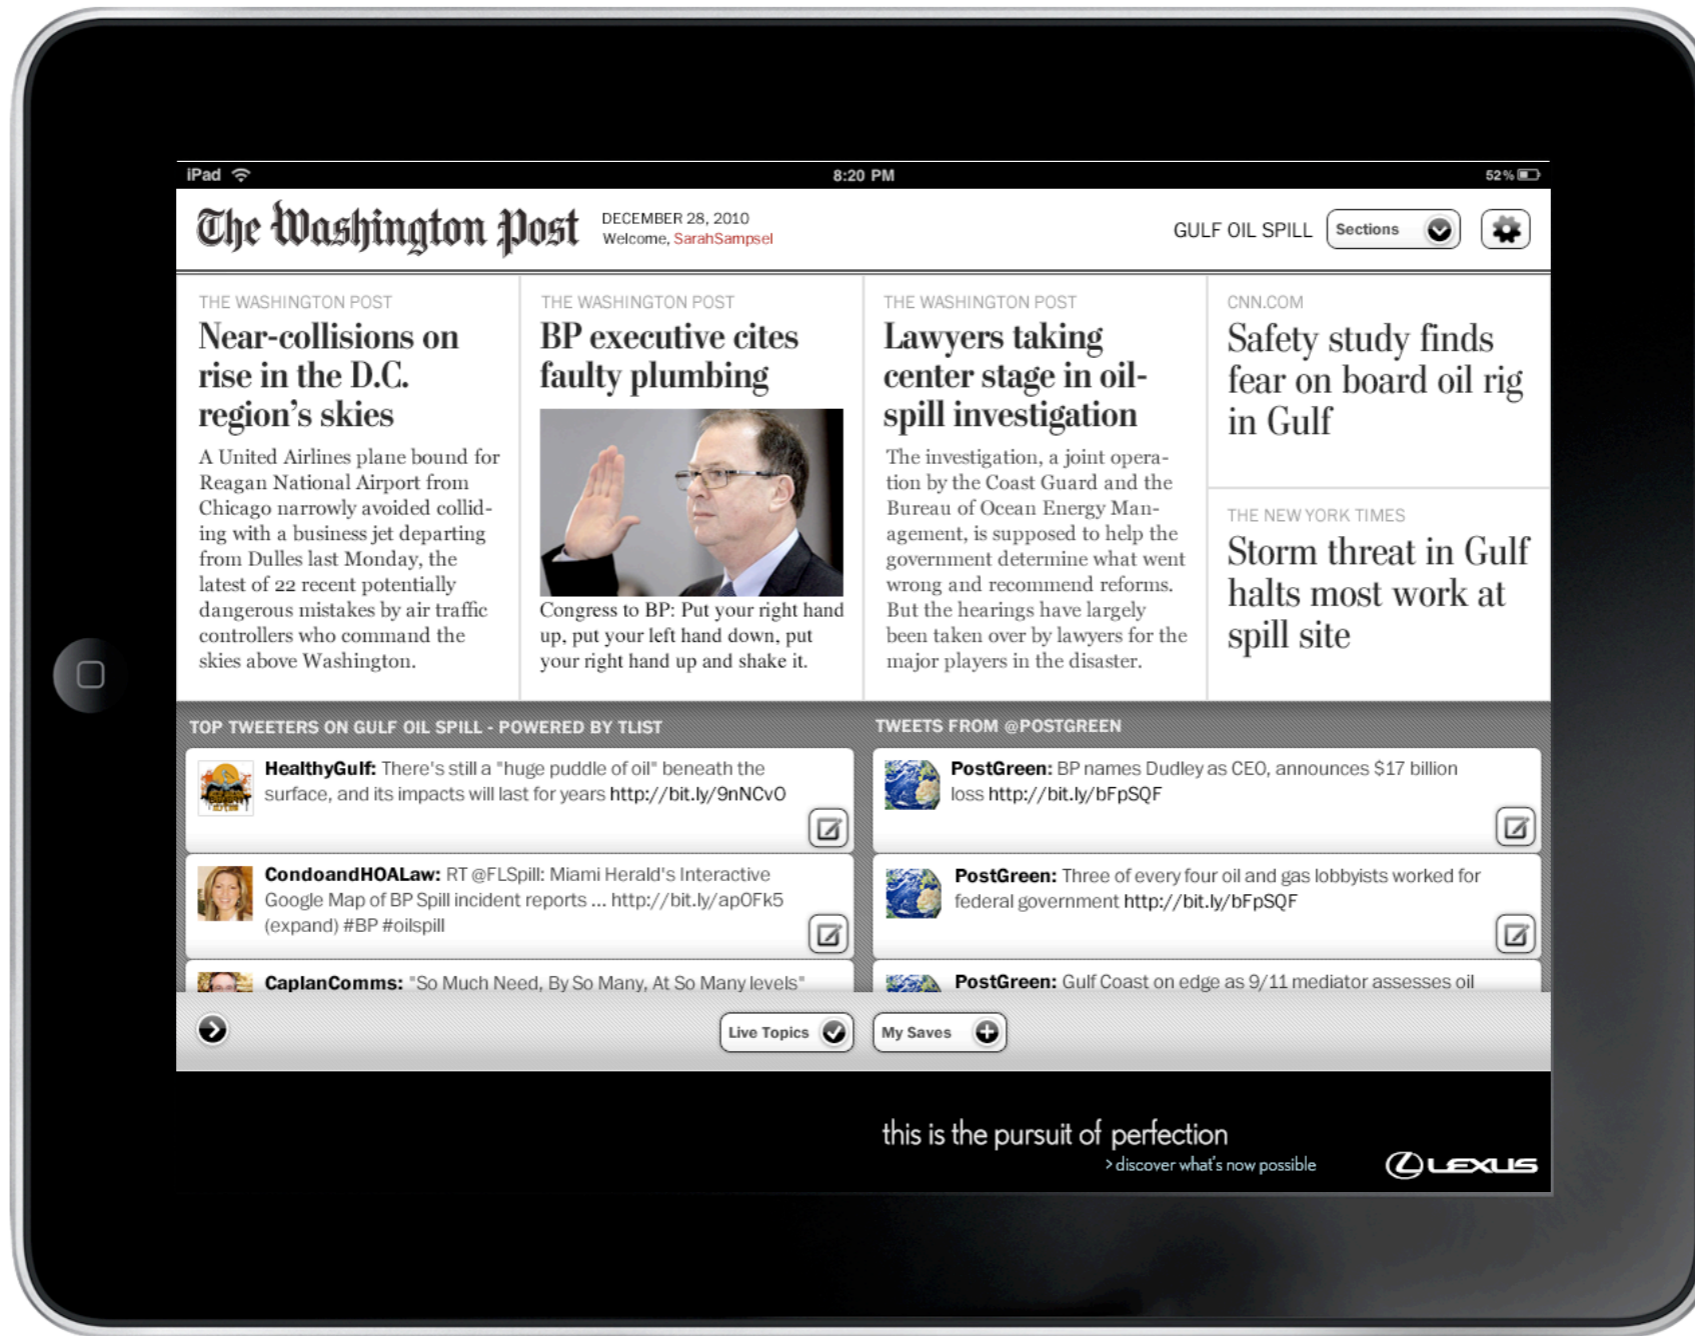 iPad
8:20 PM
52%
The Washington Post
DECEMBER 28, 2010
Welcome, SarahSampsel
GULF OIL SPILL
Sections
THE WASHINGTON POST
Near-collisions on
rise in the D.C.
region's skies
A United Airlines plane bound for
Reagan National Airport from
Chicago narrowly avoided collid-
ing with a business jet departing
from Dulles last Monday, the
latest of 22 recent potentially
dangerous mistakes by air traffic
controllers who command the
skies above Washington.
THE WASHINGTON POST
BP executive cites
faulty plumbing
Congress to BP: Put your right hand
up, put your left hand down, put
your right hand up and shake it.
THE WASHINGTON POST
Lawyers taking
center stage in oil-
spill investigation
The investigation, a joint opera-
tion by the Coast Guard and the
Bureau of Ocean Energy Man-
agement, is supposed to help the
government determine what went
wrong and recommend reforms.
But the hearings have largely
been taken over by lawyers for the
major players in the disaster.
CNN.COM
Safety study finds
fear on board oil rig
in Gulf
THE NEW YORK TIMES
Storm threat in Gulf
halts most work at
spill site
TOP TWEETERS ON GULF OIL SPILL - POWERED BY TLIST
HealthyGulf: There's still a "huge puddle of oil" beneath the
surface, and its impacts will last for years http://bit.ly/9nNCvO
CondoandHOALaw: RT @FLSpill: Miami Herald's Interactive
Google Map of BP Spill incident reports ... http://bit.ly/apOFk5
(expand) #BP #oilspill
CaplanComms: "So Much Need, By So Many, At So Many levels"
TWEETS FROM @POSTGREEN
PostGreen: BP names Dudley as CEO, announces $17 billion
loss http://bit.ly/bFpSQF
PostGreen: Three of every four oil and gas lobbyists worked for
federal government http://bit.ly/bFpSQF
PostGreen: Gulf Coast on edge as 9/11 mediator assesses oil
Live Topics
My Saves
this is the pursuit of perfection
> discover what's now possible
LEXUS